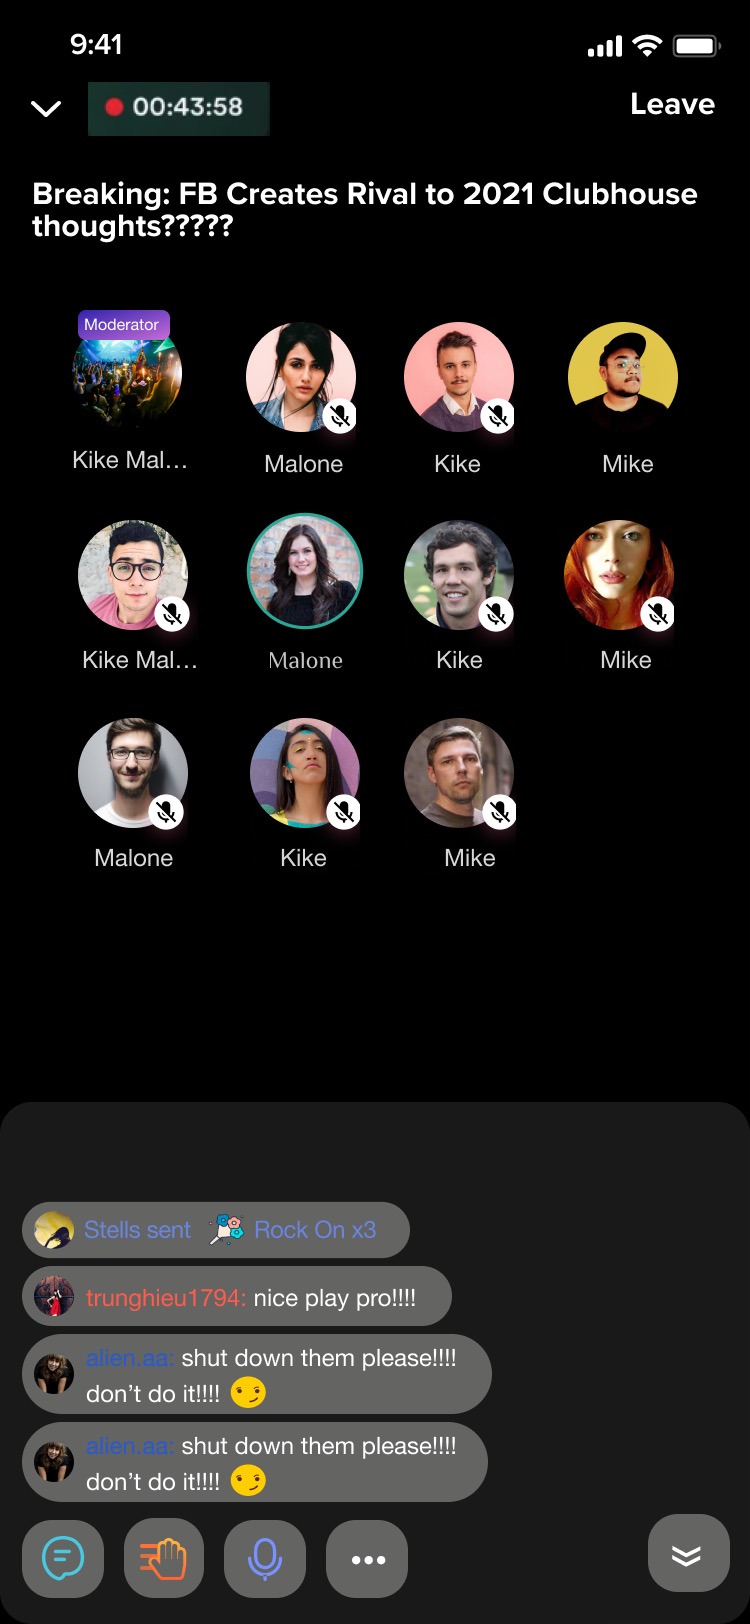 9:41
00:43:58
Leave
Breaking: FB Creates Rival to 2021 Clubhouse
thoughts?????
Moderator
Kike Mal...
Malone
Kike
Mike
Kike Mal...
Malone
Kike
Mike
Malone
Kike
Mike
Stells sent Rock On x3
trunghieu1794: nice play pro!!!!
alien.aa: shut down them please!!!!
don't do it!!!! 😏
alien.aa: shut down them please!!!!
don't do it!!!! 😏